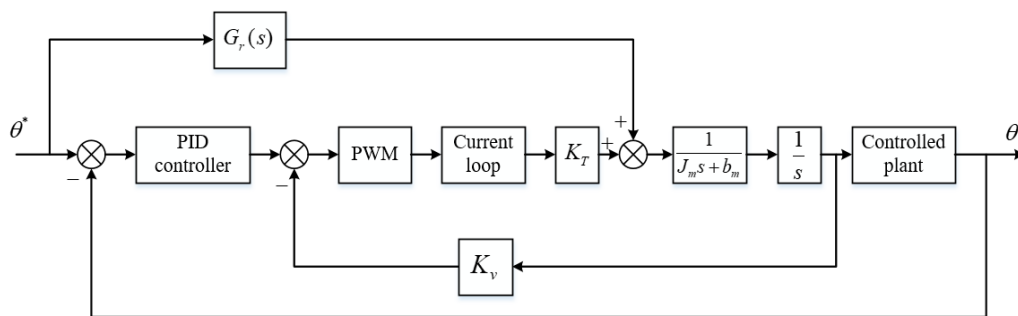 G_r(s)
θ*
−
PID
controller
−
PWM
Current
loop
K_T
+
+
1
J_m s + b_m
1
s
Controlled
plant
θ
K_v